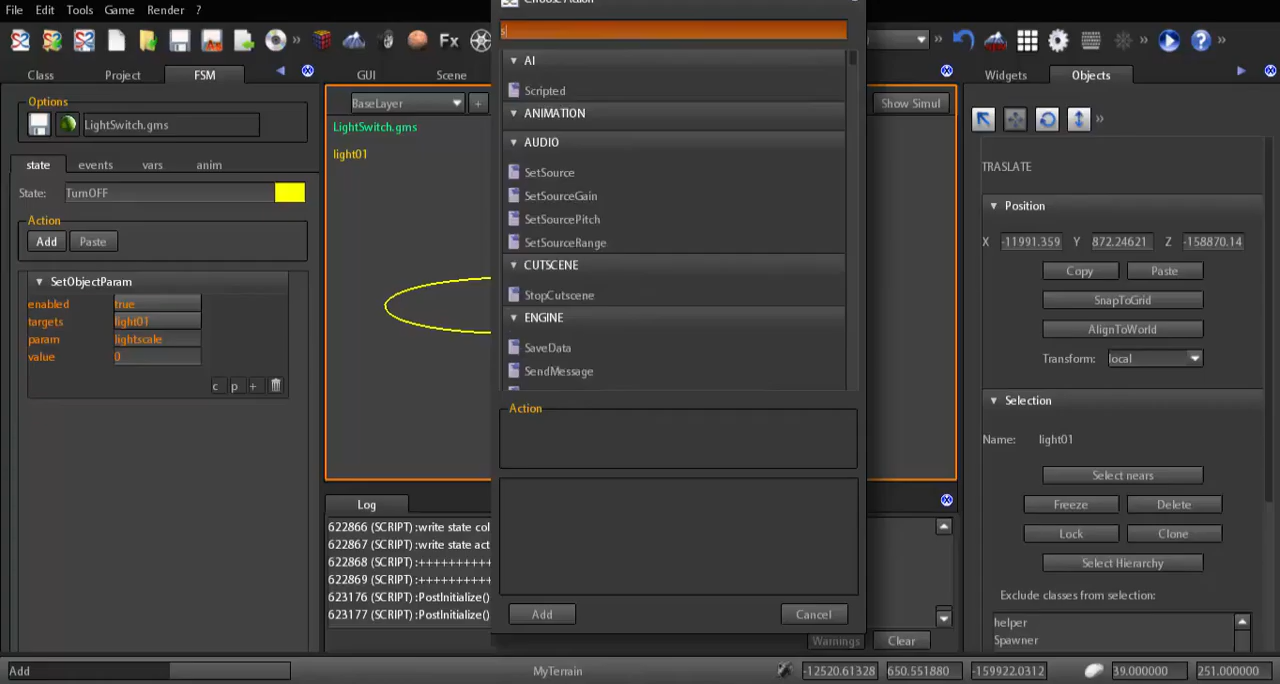 File Edit Tools Game Render ?
Choose Action
s
Fx
Class Project FSM
GUI Scene
Widgets Objects
Options
LightSwitch.gms
state events vars anim
State: TurnOFF
Action
Add Paste
SetObjectParam
enabled true
targets light01
param lightscale
value 0
c p +
BaseLayer +
Show Simul
LightSwitch.gms
light01
AI
Scripted
ANIMATION
AUDIO
SetSource
SetSourceGain
SetSourcePitch
SetSourceRange
CUTSCENE
StopCutscene
ENGINE
SaveData
SendMessage
Action
Add Cancel
Log
622866 (SCRIPT) :write state col
622867 (SCRIPT) :write state act
622868 (SCRIPT) :++++++++++
622869 (SCRIPT) :++++++++++
623176 (SCRIPT) :PostInitialize()
623177 (SCRIPT) :PostInitialize()
Warnings Clear
TRASLATE
Position
X -11991.359 Y 872.24621 Z -158870.14
Copy Paste
SnapToGrid
AlignToWorld
Transform: local
Selection
Name: light01
Select nears
Freeze Delete
Lock Clone
Select Hierarchy
Exclude classes from selection:
helper
Spawner
Add MyTerrain -12520.61328 650.551880 -159922.0312 39.000000 251.000000